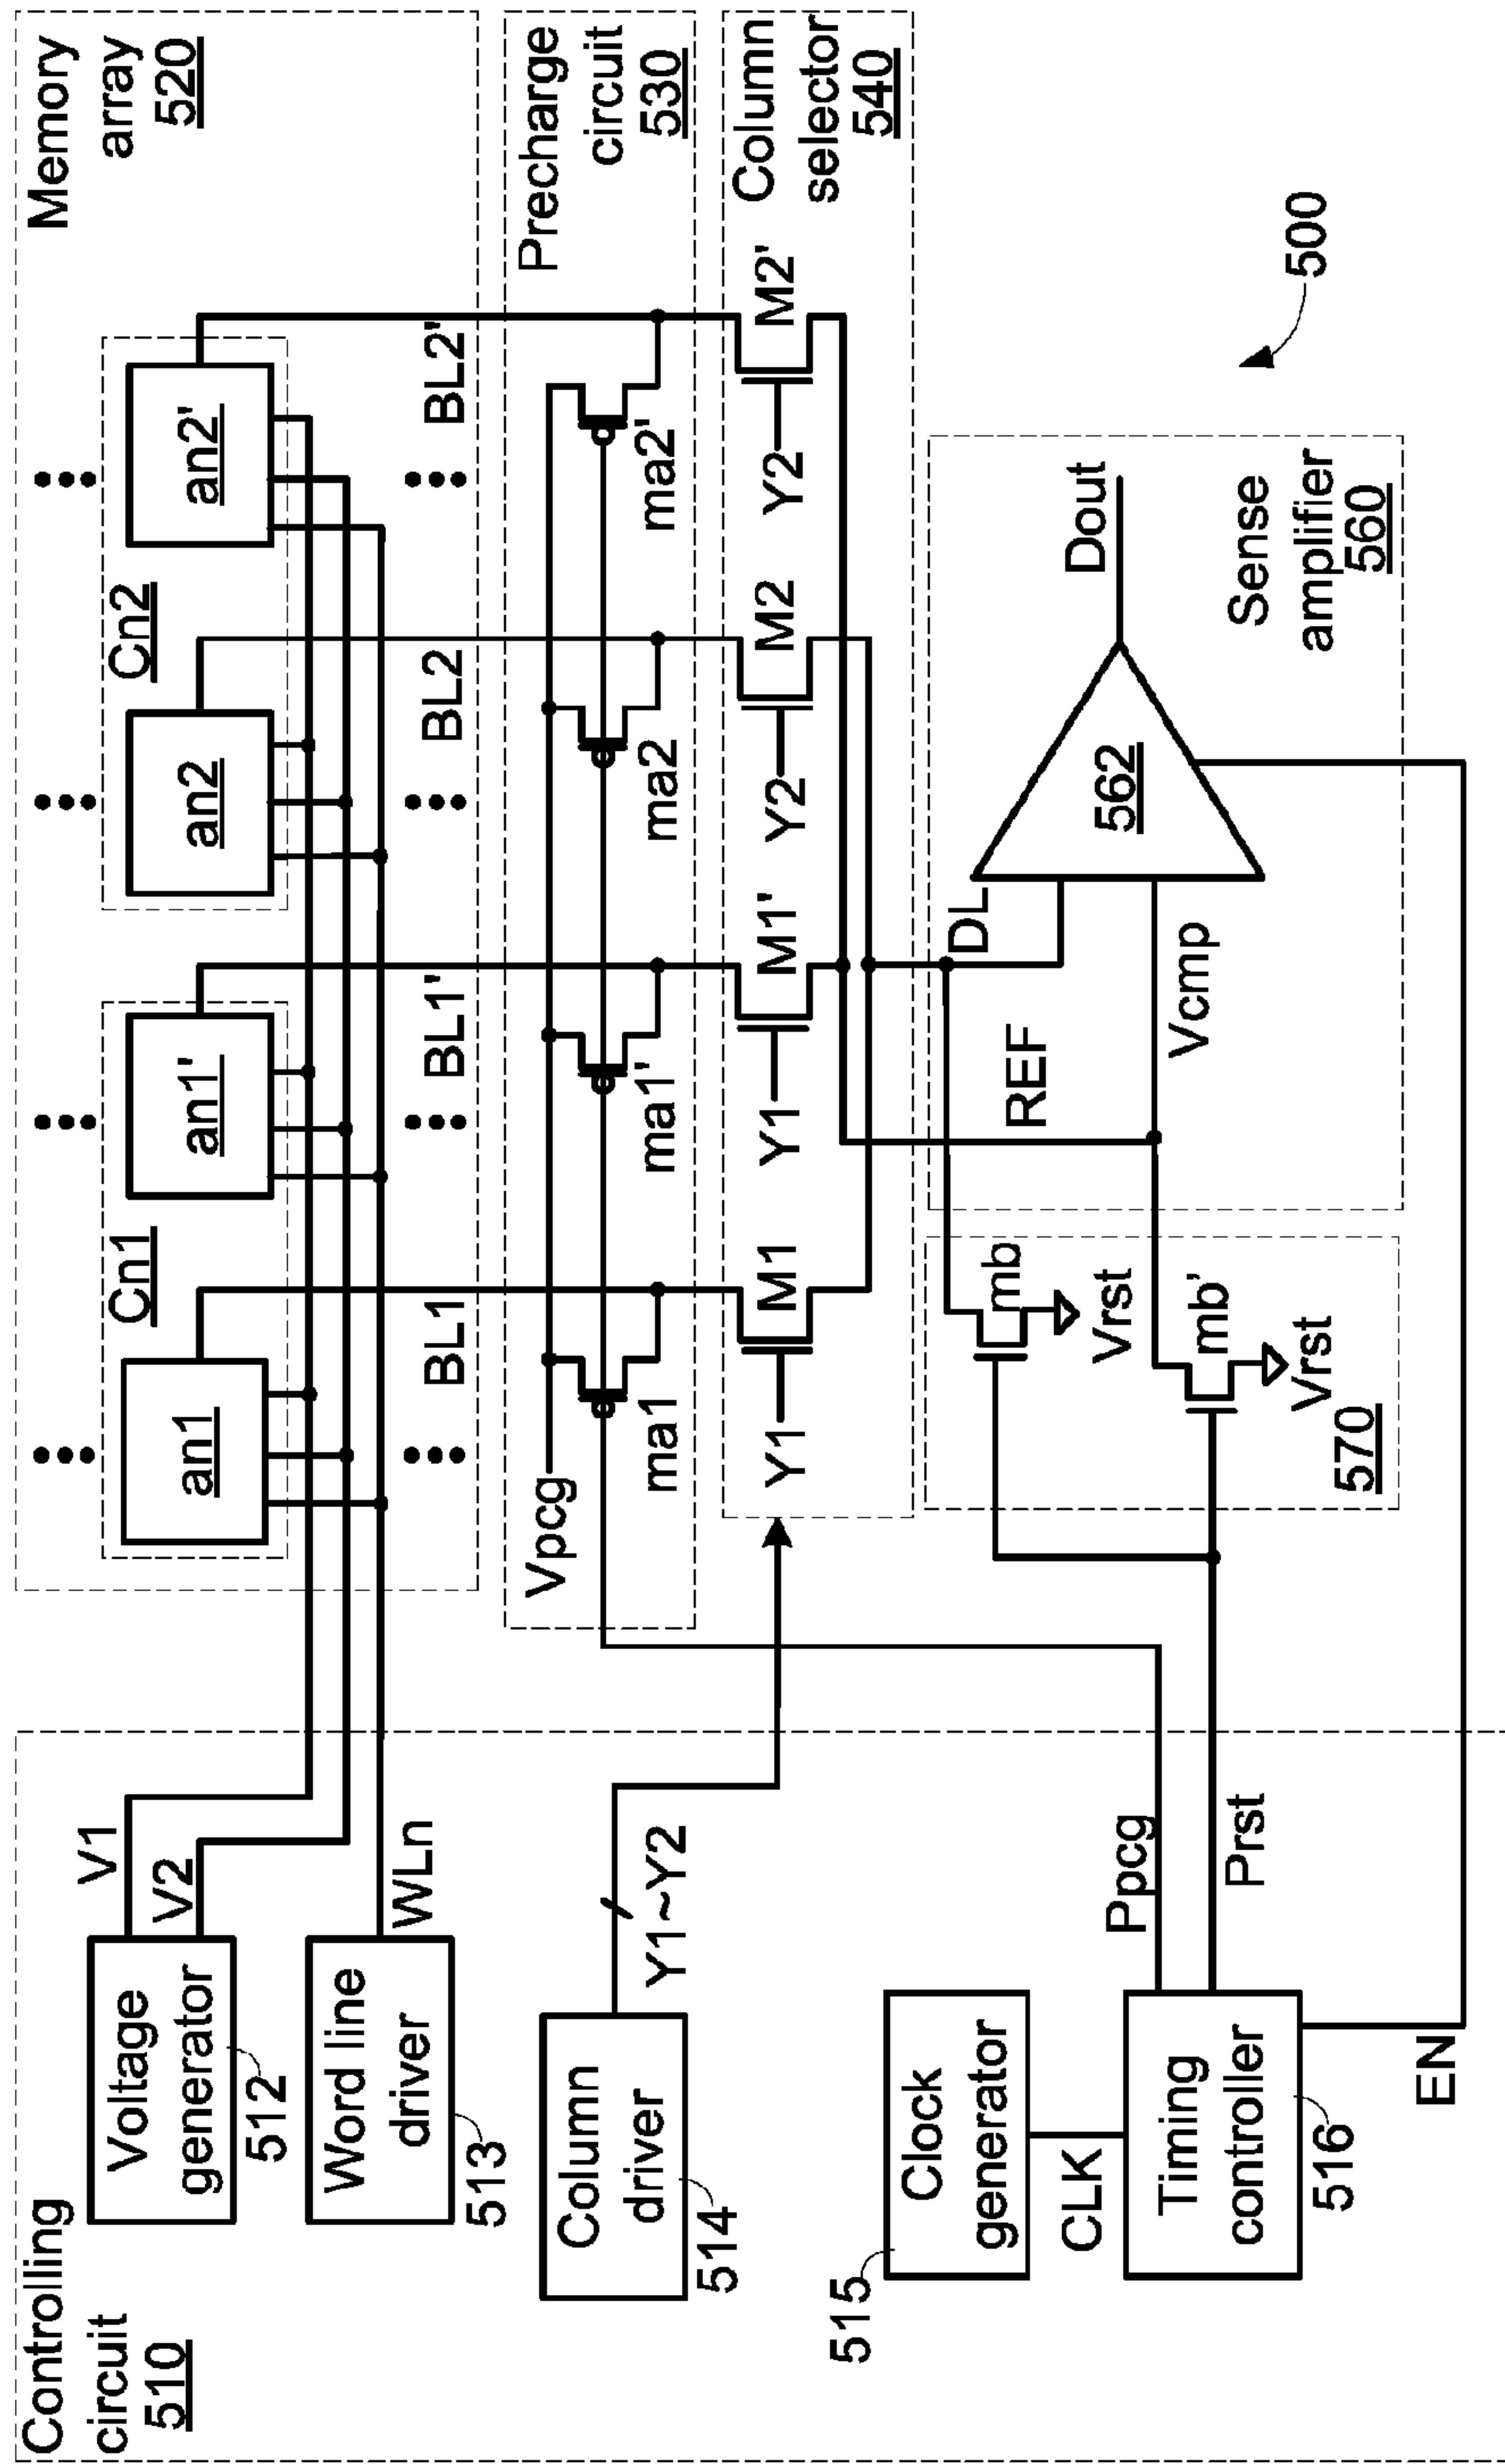 Controlling
circuit
510
Voltage
generator
512
V1
V2
Word line
driver
513
WLn
Column
driver
514
Y1~Y2
Clock
generator
515
CLK
Timing
controller
516
Ppcg
Prst
EN
Memory
array
520
Cn1
Cn2
an1
an1'
an2
an2'
BL1
BL1'
BL2
BL2'
Precharge
circuit
530
Vpcg
ma1
ma1'
ma2
ma2'
Column
selector
540
Y1
M1
Y1
M1'
Y2
M2
Y2
M2'
mb
Vrst
mb'
Vrst
570
REF
DL
Vcmp
562
Dout
Sense
amplifier
560
500